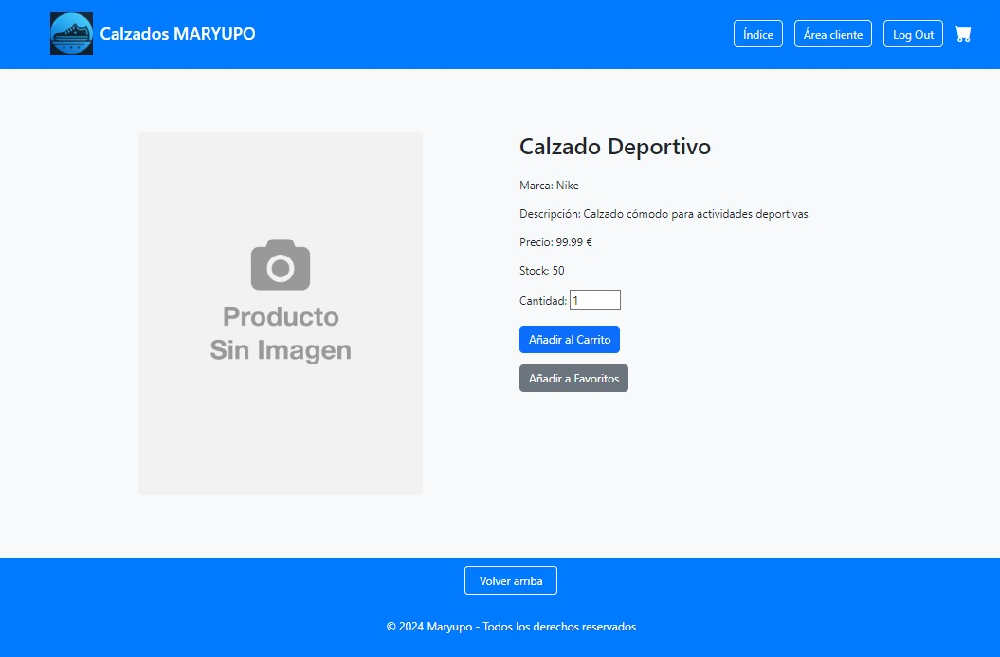 Calzados MARYUPO
Índice
Área cliente
Log Out
Producto
Sin Imagen
Calzado Deportivo
Marca: Nike
Descripción: Calzado cómodo para actividades deportivas
Precio: 99.99 €
Stock: 50
Cantidad: 1
Añadir al Carrito
Añadir a Favoritos
Volver arriba
© 2024 Maryupo - Todos los derechos reservados